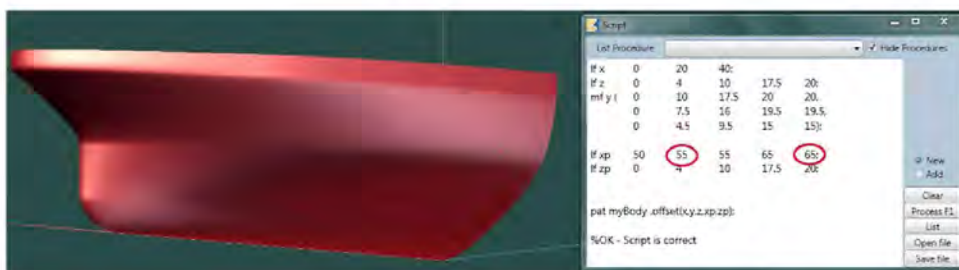 Script
List Procedure Hide Procedures
lf x 0 20 40:
lf z 0 4 10 17.5 20:
mf y ( 0 10 17.5 20 20,
0 7.5 16 19.5 19.5,
0 4.5 9.5 15 15):
lf xp 50 55 55 65 65:
lf zp 0 4 10 17.5 20:
New
Add
pat myBody .offset(x,y,z,xp,zp):
%OK - Script is correct
Clear
Process F1
List
Open file
Save file